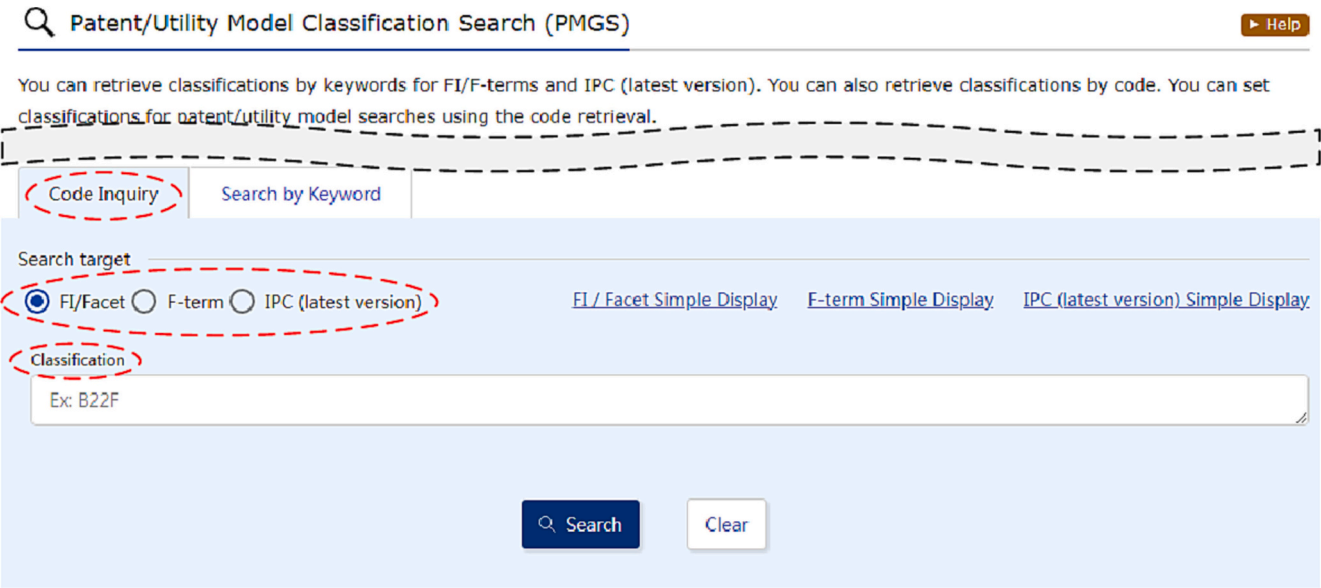 Patent/Utility Model Classification Search (PMGS)
Help
You can retrieve classifications by keywords for FI/F-terms and IPC (latest version). You can also retrieve classifications by code. You can set
classifications for patent/utility model searches using the code retrieval.
Code Inquiry
Search by Keyword
Search target
FI/Facet F-term IPC (latest version)
FI / Facet Simple Display F-term Simple Display IPC (latest version) Simple Display
Classification
Ex: B22F
Search
Clear